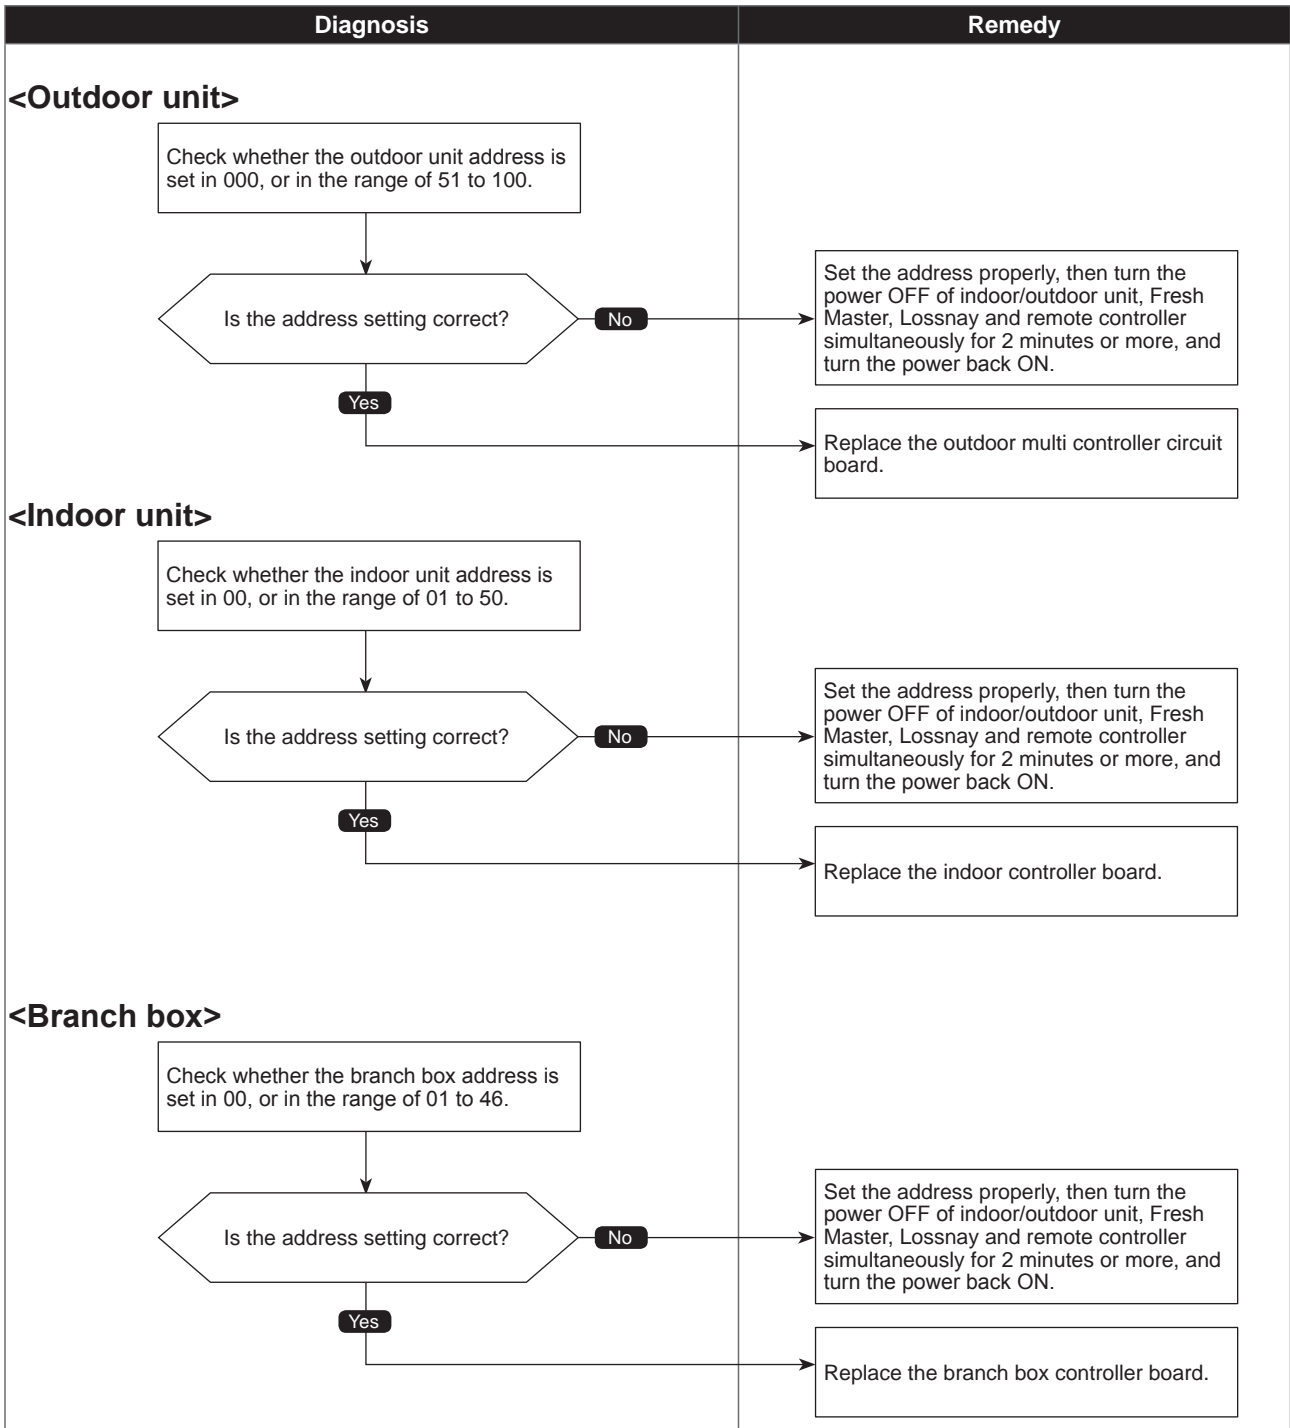 Diagnosis
Remedy
<Outdoor unit>
Check whether the outdoor unit address is
set in 000, or in the range of 51 to 100.
Is the address setting correct?
No
Set the address properly, then turn the
power OFF of indoor/outdoor unit, Fresh
Master, Lossnay and remote controller
simultaneously for 2 minutes or more, and
turn the power back ON.
Yes
Replace the outdoor multi controller circuit
board.
<Indoor unit>
Check whether the indoor unit address is
set in 00, or in the range of 01 to 50.
Is the address setting correct?
No
Set the address properly, then turn the
power OFF of indoor/outdoor unit, Fresh
Master, Lossnay and remote controller
simultaneously for 2 minutes or more, and
turn the power back ON.
Yes
Replace the indoor controller board.
<Branch box>
Check whether the branch box address is
set in 00, or in the range of 01 to 46.
Is the address setting correct?
No
Set the address properly, then turn the
power OFF of indoor/outdoor unit, Fresh
Master, Lossnay and remote controller
simultaneously for 2 minutes or more, and
turn the power back ON.
Yes
Replace the branch box controller board.